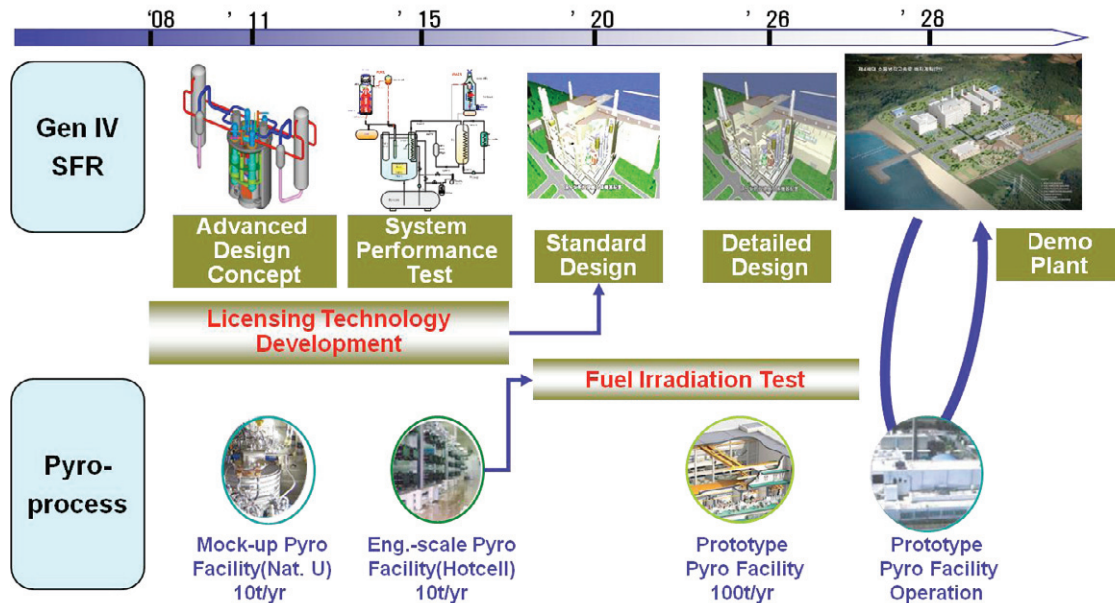 '08
' 11
' 15
' 20
' 26
' 28
Gen IV
SFR
Advanced
Design
Concept
System
Performance
Test
Standard
Design
Detailed
Design
Demo
Plant
Licensing Technology
Development
Fuel Irradiation Test
Pyro-
process
Mock-up Pyro
Facility(Nat. U)
10t/yr
Eng.-scale Pyro
Facility(Hotcell)
10t/yr
Prototype
Pyro Facility
100t/yr
Prototype
Pyro Facility
Operation